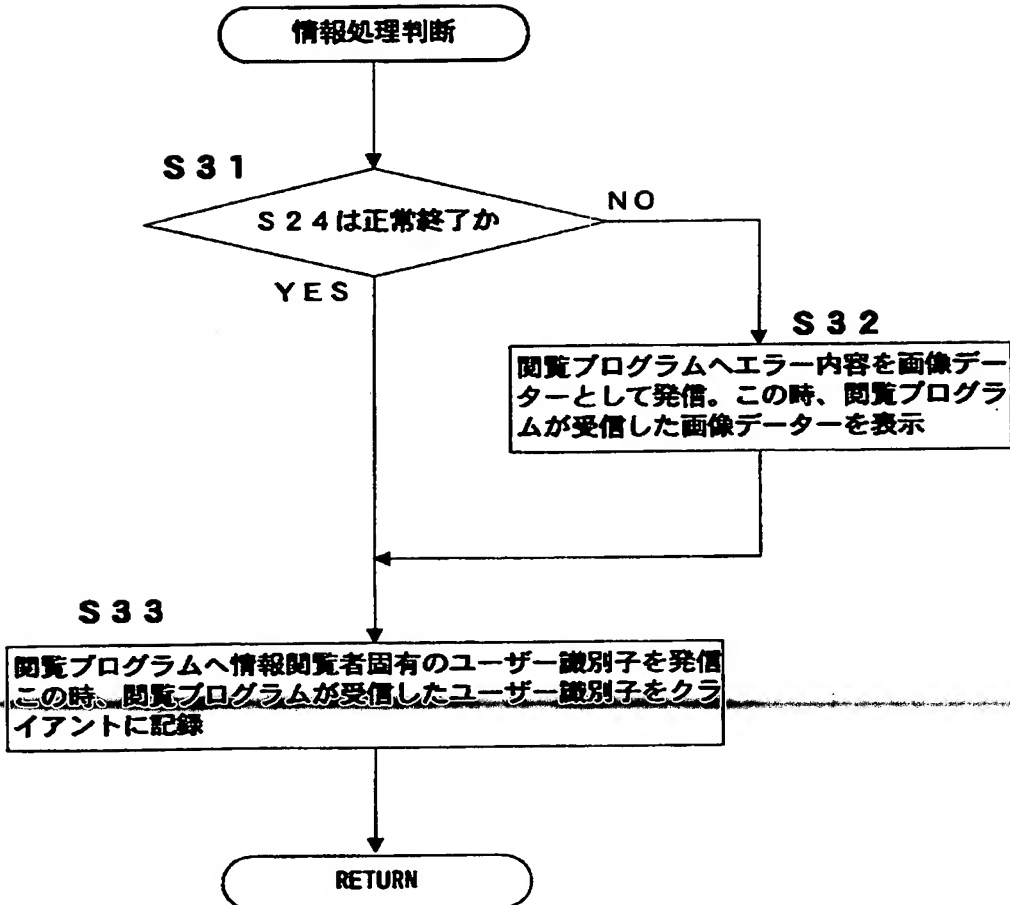 情報処理判断
S31
S24は正常終了か
NO
YES
S32
閲覧プログラムへエラー内容を画像デー
ターとして発信。この時、閲覧プログラ
ムが受信した画像データーを表示
S33
閲覧プログラムへ情報閲覧者固有のユーザー識別子を発信
この時、閲覧プログラムが受信したユーザー識別子をクラ
イアントに記録
RETURN